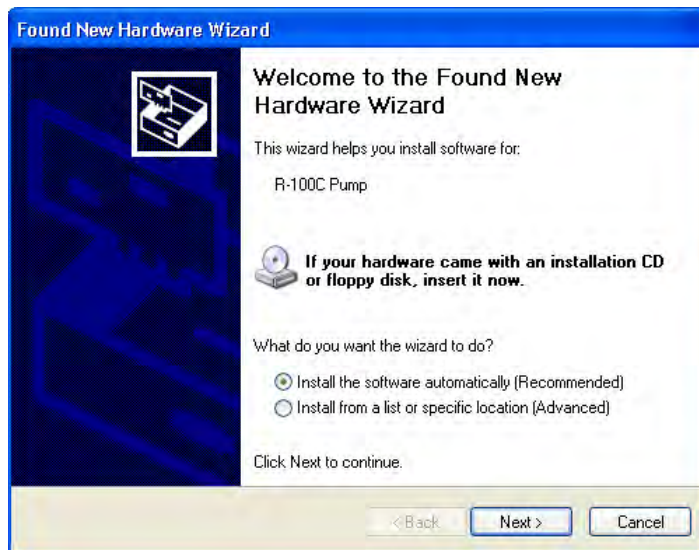 Found New Hardware Wizard
Welcome to the Found New
Hardware Wizard
This wizard helps you install software for:
R-100C Pump
If your hardware came with an installation CD
or floppy disk, insert it now.
What do you want the wizard to do?
Install the software automatically (Recommended)
Install from a list or specific location (Advanced)
Click Next to continue.
< Back
Next >
Cancel